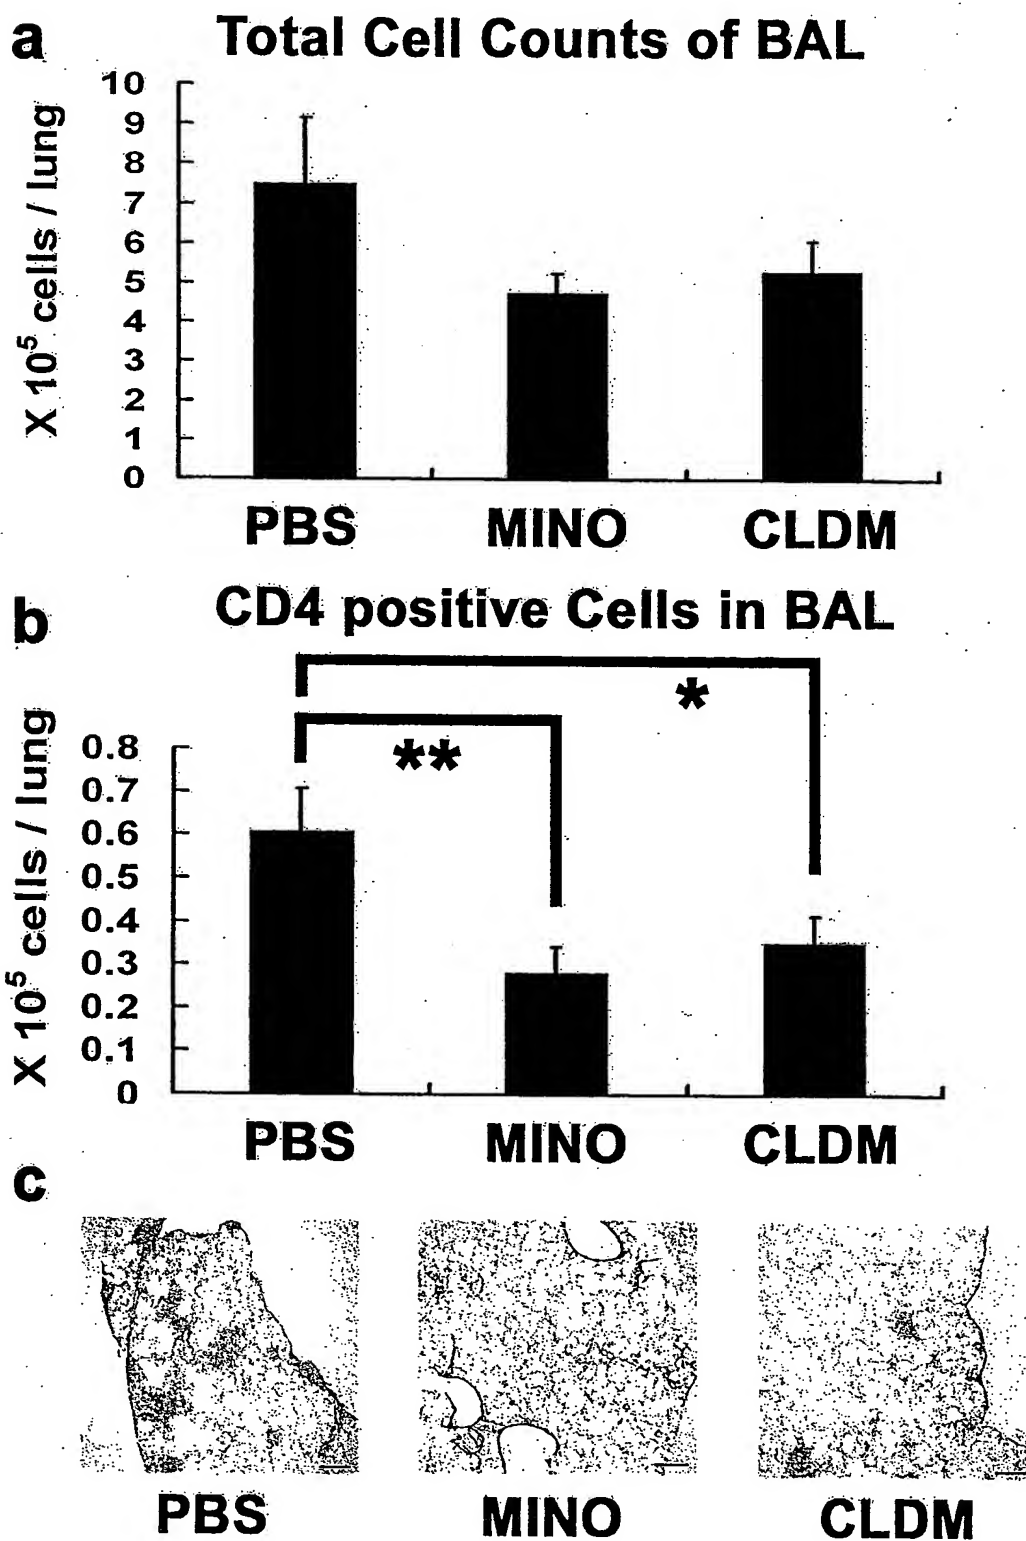 a Total Cell Counts of BAL
X 10⁵ cells / lung
10
9
8
7
6
5
4
3
2
1
0
PBS MINO CLDM
b CD4 positive Cells in BAL
*
**
X 10⁵ cells / lung
0.8
0.7
0.6
0.5
0.4
0.3
0.2
0.1
0
PBS MINO CLDM
c
PBS MINO CLDM